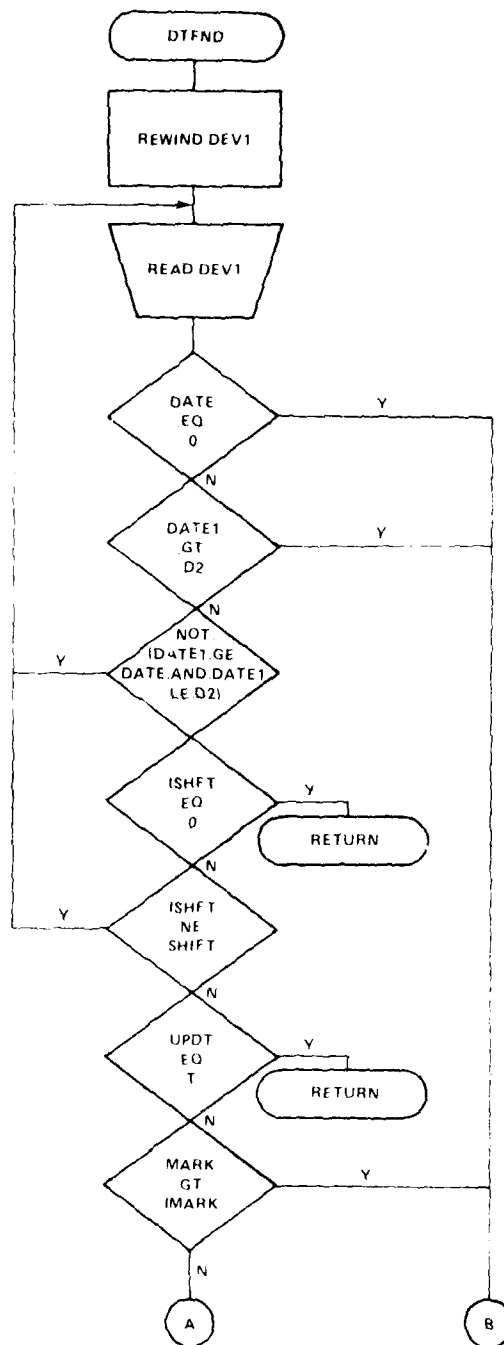 DTFND
REWIND DEV1
READ DEV1
DATE
EQ
0
Y
N
DATE1
GT
D2
Y
N
NOT.
(DATE1.GE
DATE.AND.DATE1
LE.D2)
Y
ISHFT
EQ
0
Y
RETURN
N
ISHFT
NE
SHIFT
Y
N
UPDT
EQ
T
Y
RETURN
N
MARK
GT
IMARK
Y
N
A
B